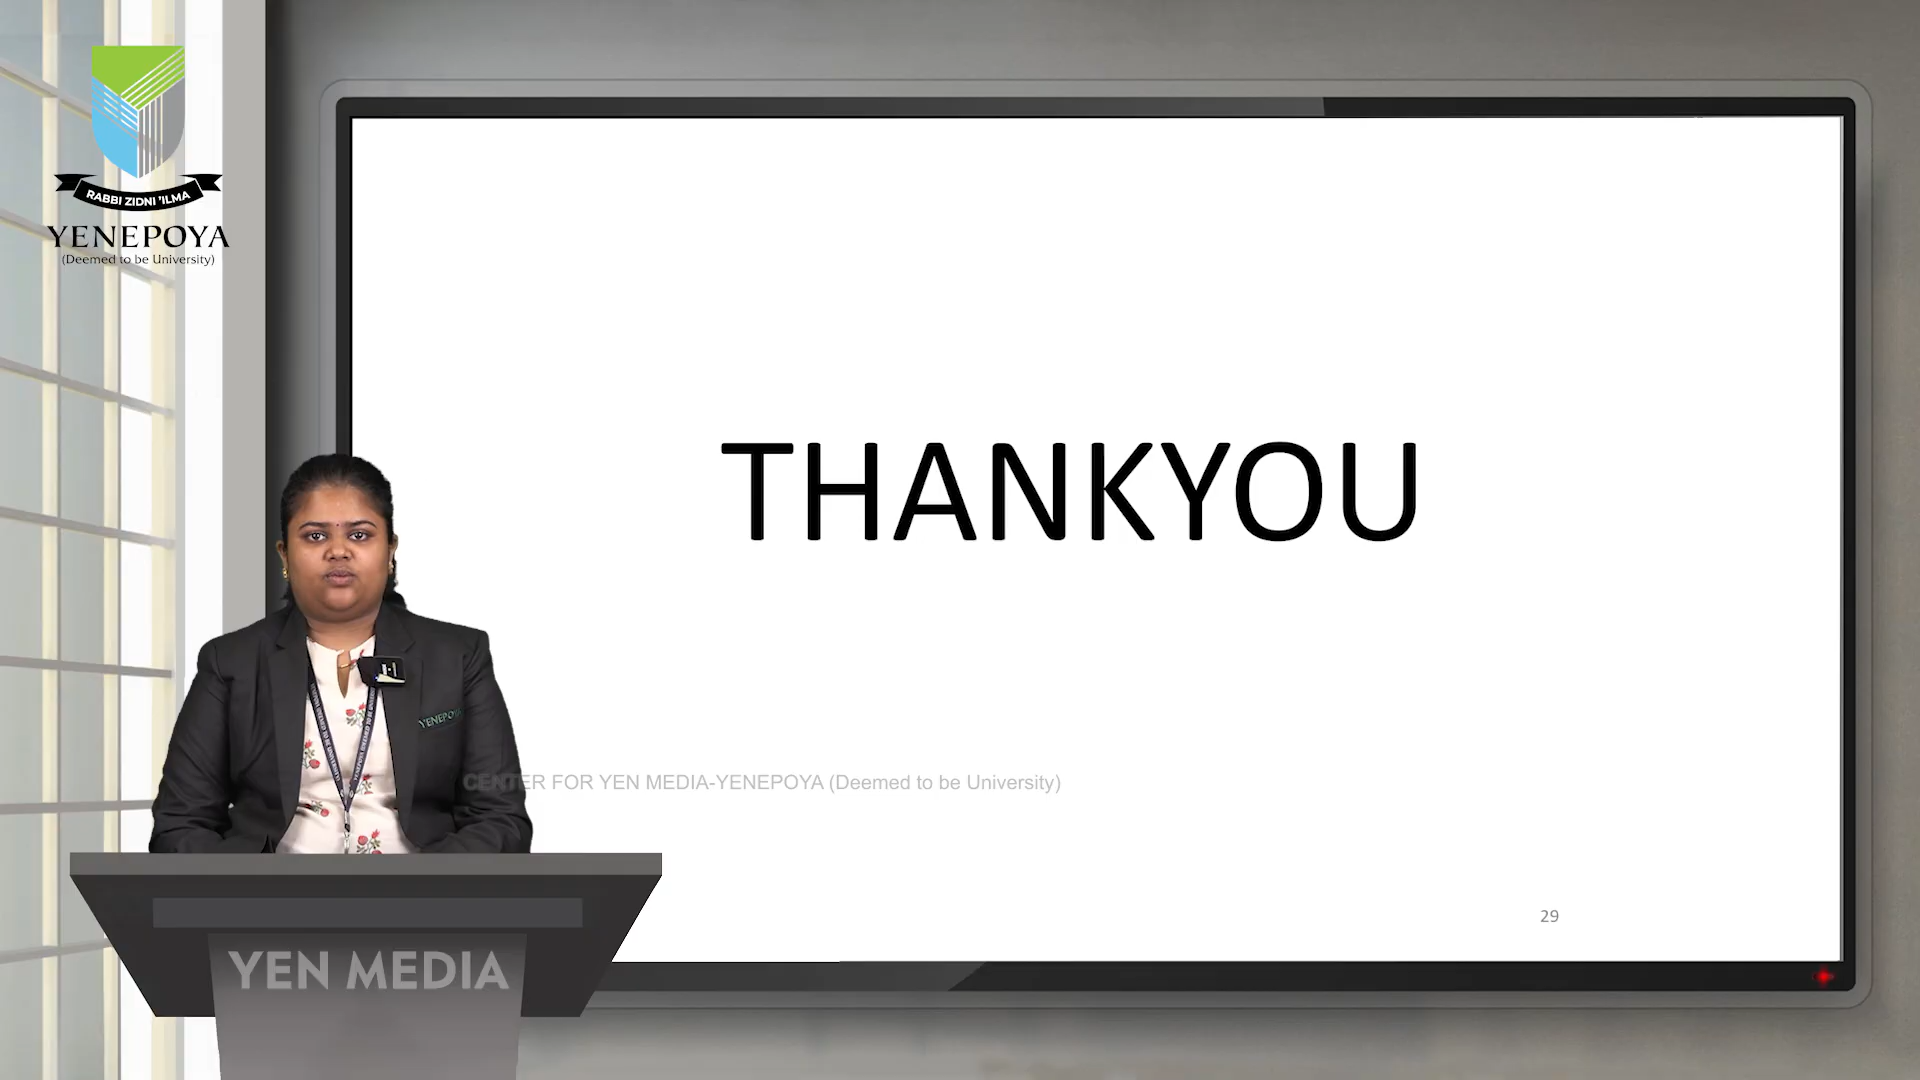 RABBI ZIDNI 'ILMA
YENEPOYA
(Deemed to be University)
THANKYOU
YENEPOYA
CENTER FOR YEN MEDIA-YENEPOYA (Deemed to be University)
29
YEN MEDIA